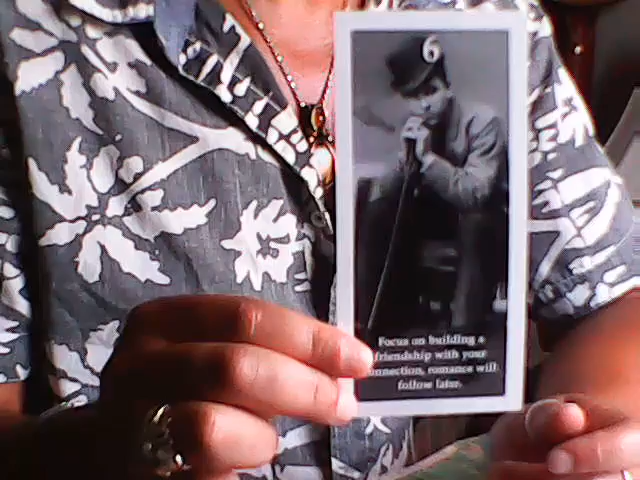 6
Focus on building a
friendship with your
connection, romance will
follow later.